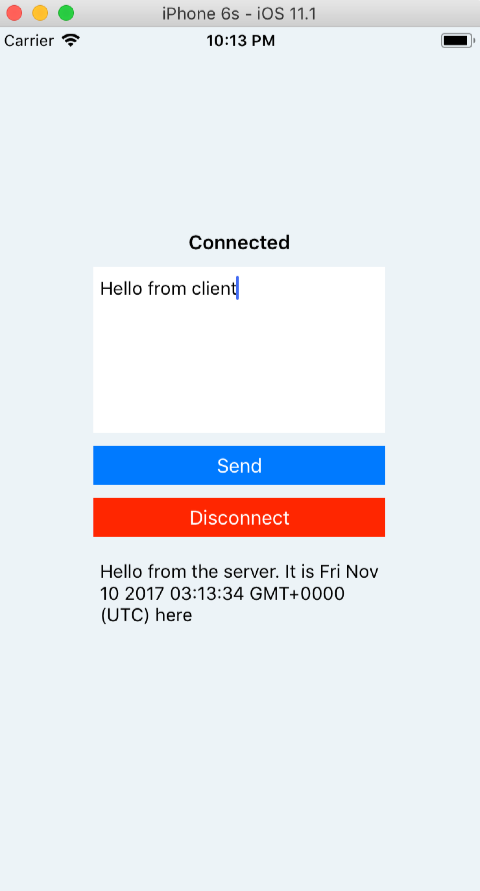 iPhone 6s - iOS 11.1
Carrier 10:13 PM
Connected
Hello from client
Send
Disconnect
Hello from the server. It is Fri Nov
10 2017 03:13:34 GMT+0000
(UTC) here